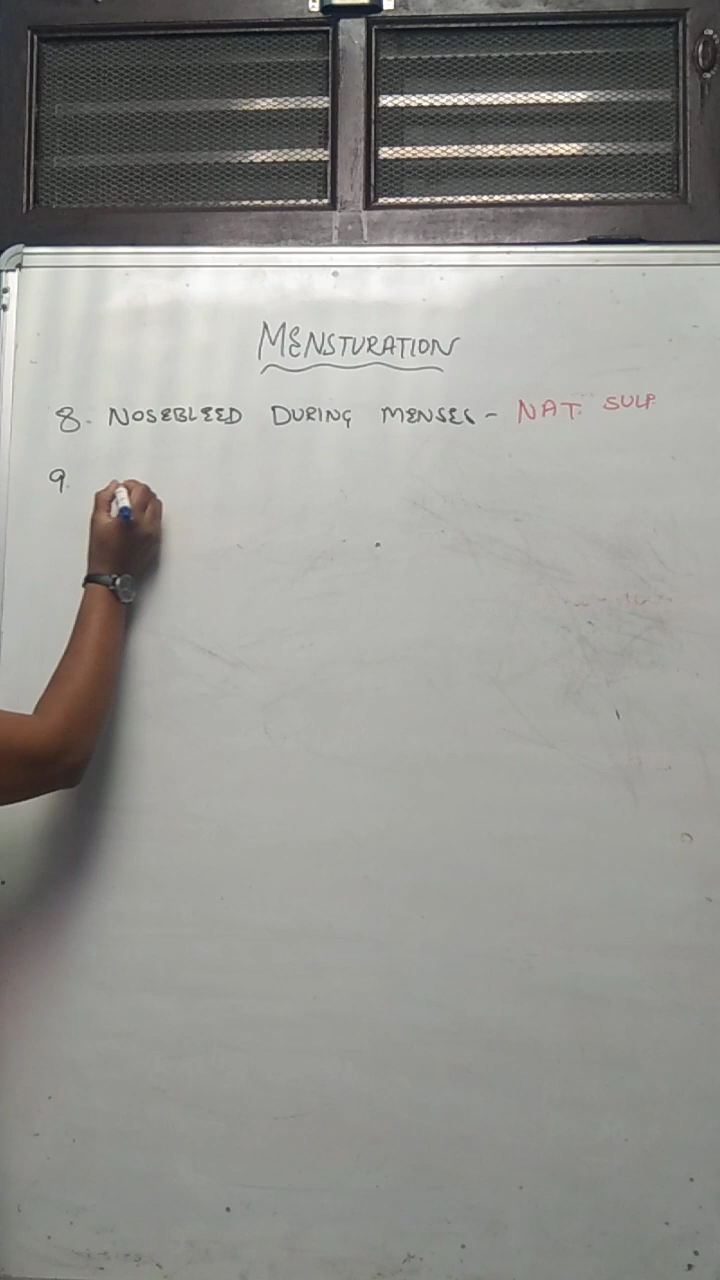 MENSTURATION
8. NOSEBLEED DURING MENSES - NAT. SULP.
9.